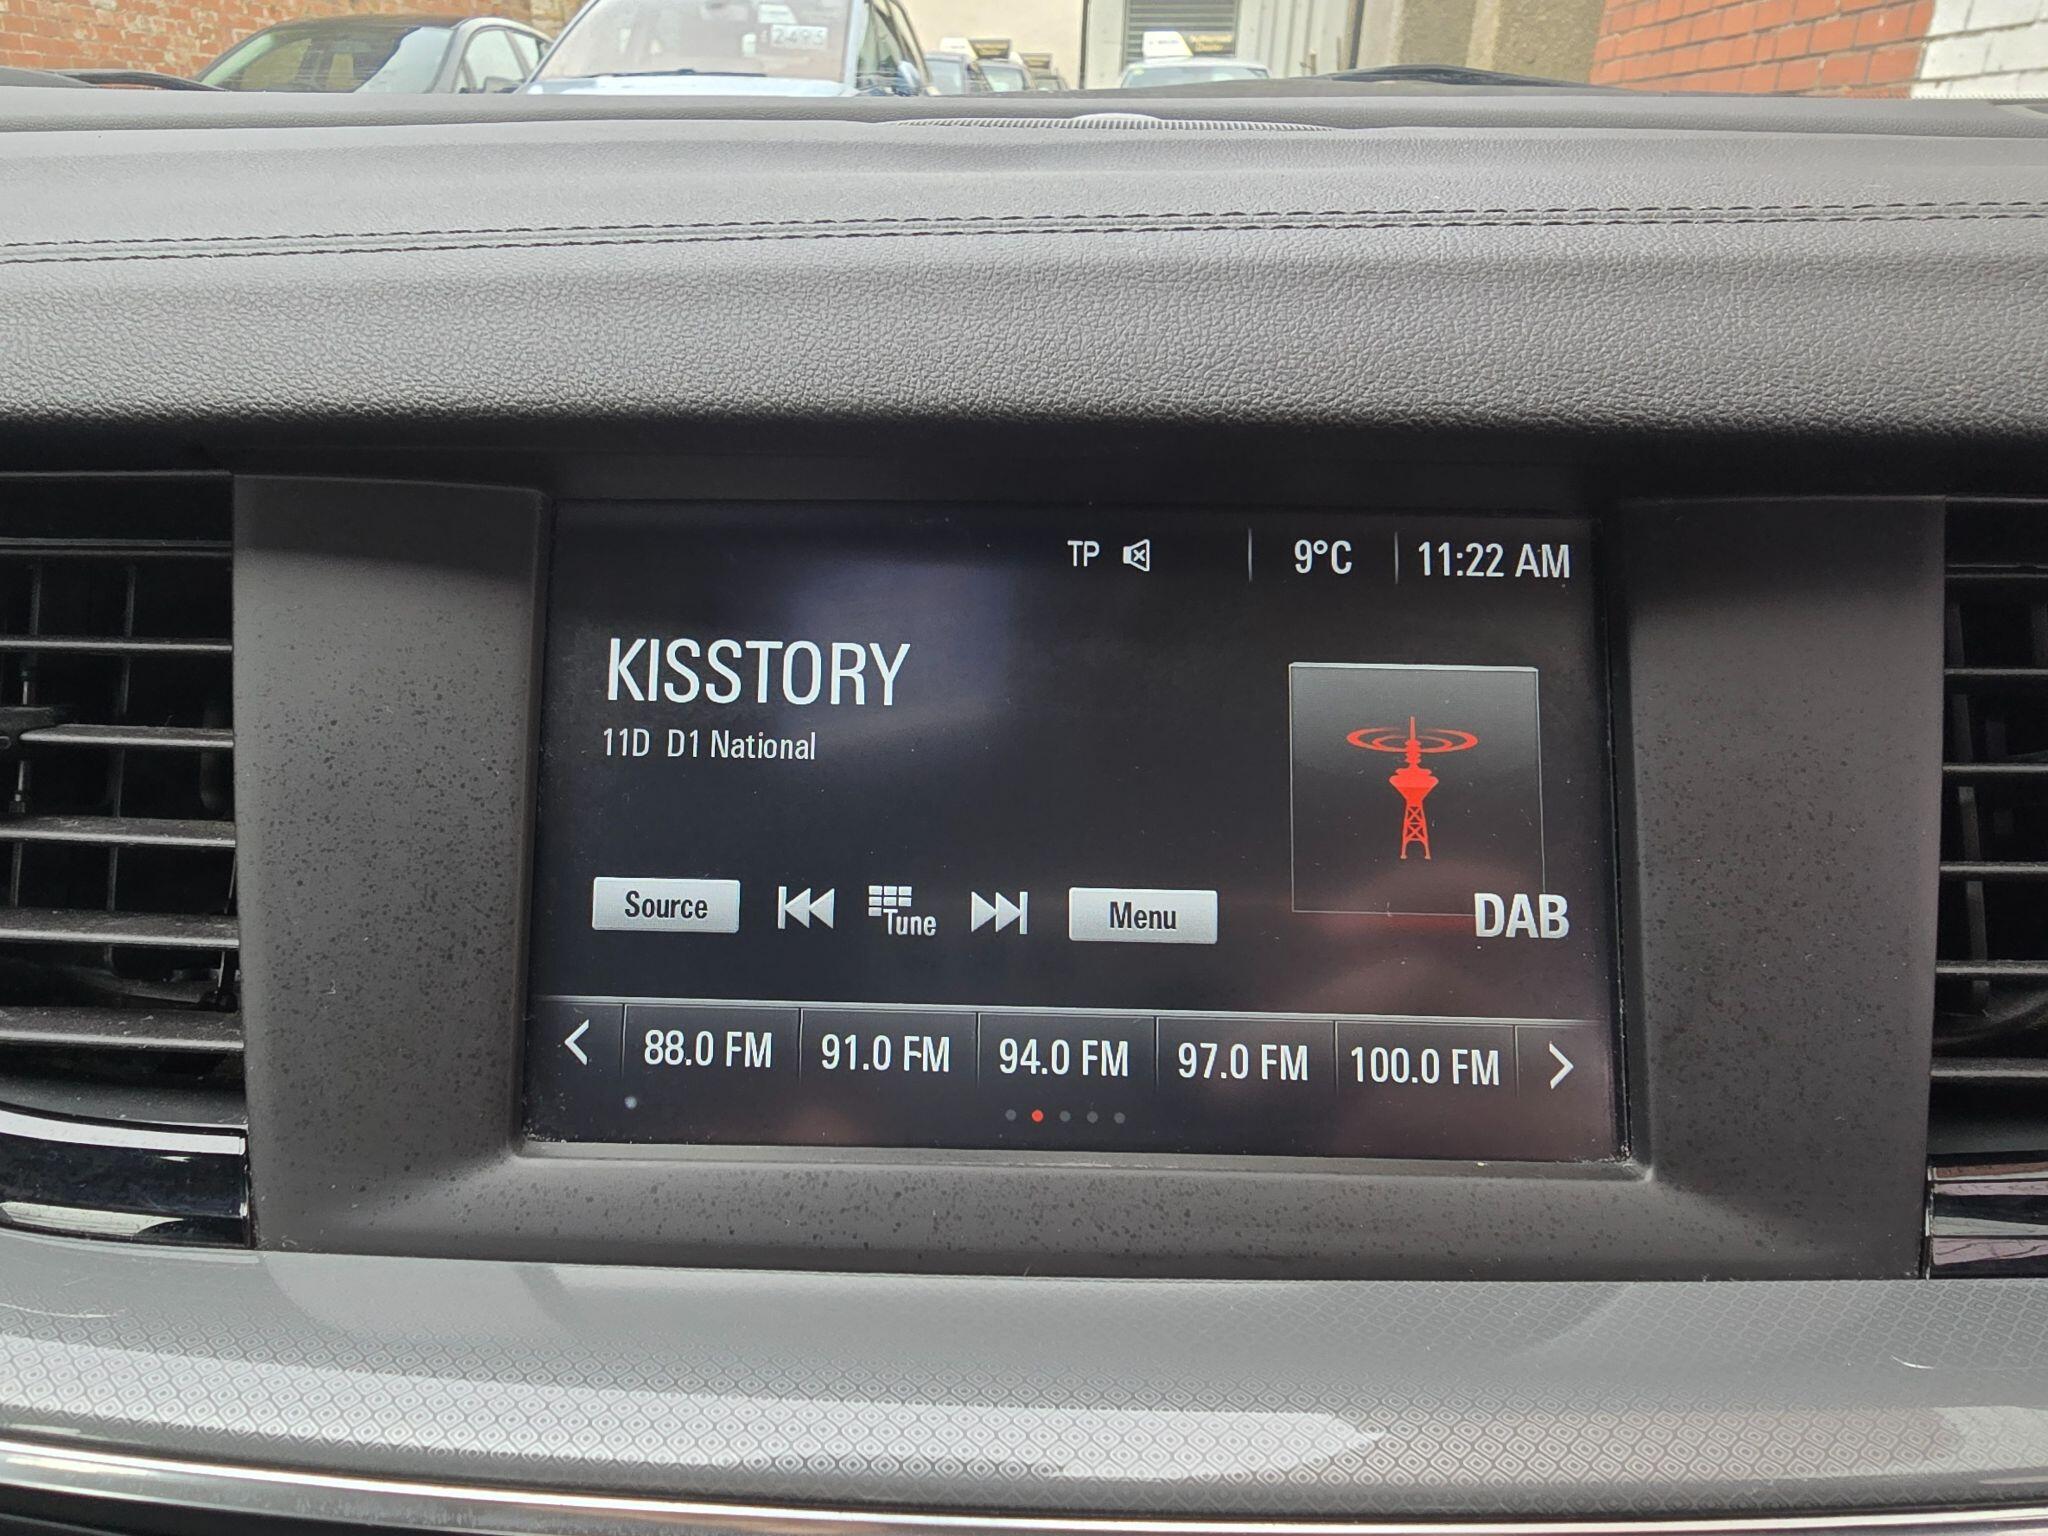 2495
TP 9°C 11:22 AM
KISSTORY
11D D1 National
Source Tune Menu
DAB
88.0 FM 91.0 FM 94.0 FM 97.0 FM 100.0 FM